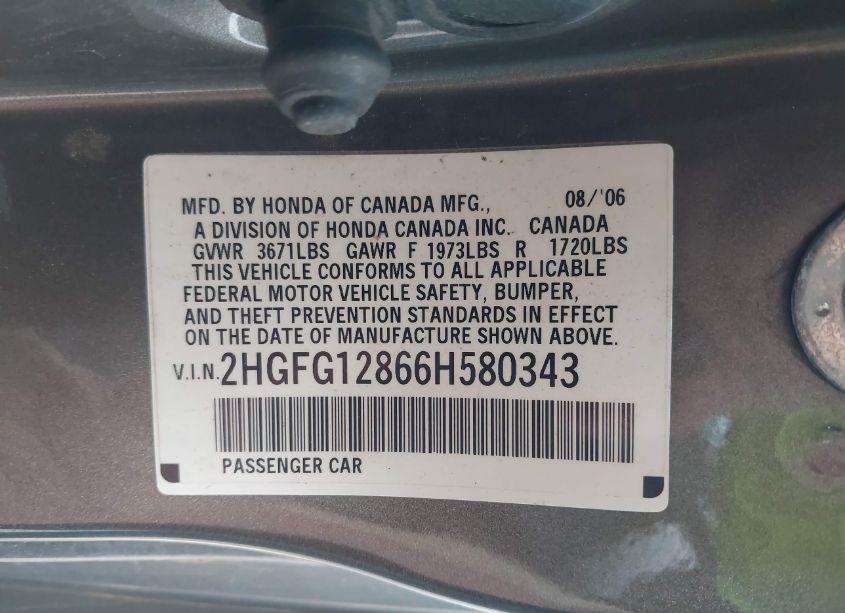 MFD. BY HONDA OF CANADA MFG., 08/'06
A DIVISION OF HONDA CANADA INC. CANADA
GVWR 3671LBS GAWR F 1973LBS R 1720LBS
THIS VEHICLE CONFORMS TO ALL APPLICABLE
FEDERAL MOTOR VEHICLE SAFETY, BUMPER,
AND THEFT PREVENTION STANDARDS IN EFFECT
ON THE DATE OF MANUFACTURE SHOWN ABOVE.
V.I.N. 2HGFG12866H580343
PASSENGER CAR